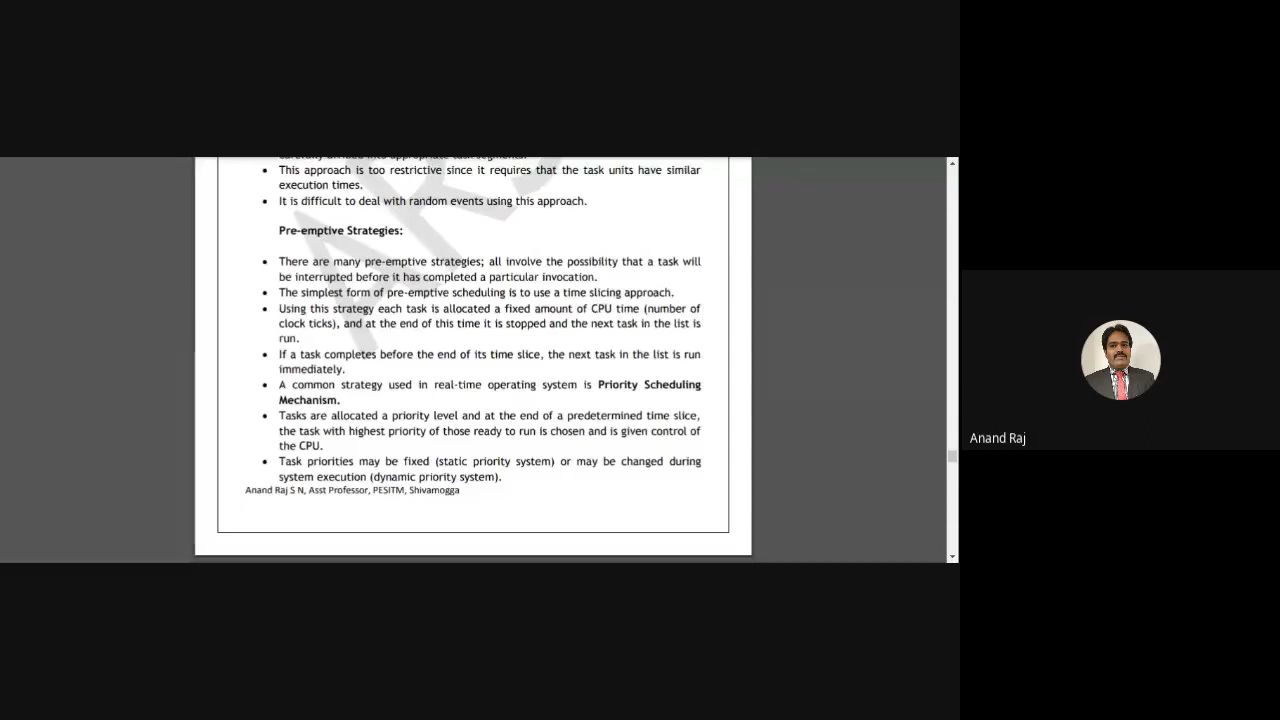 • This approach is too restrictive since it requires that the task units have similar
execution times.
• It is difficult to deal with random events using this approach.
Pre-emptive Strategies:
• There are many pre-emptive strategies; all involve the possibility that a task will
be interrupted before it has completed a particular invocation.
• The simplest form of pre-emptive scheduling is to use a time slicing approach.
• Using this strategy each task is allocated a fixed amount of CPU time (number of
clock ticks), and at the end of this time it is stopped and the next task in the list is
run.
• If a task completes before the end of its time slice, the next task in the list is run
immediately.
• A common strategy used in real-time operating system is Priority Scheduling
Mechanism.
• Tasks are allocated a priority level and at the end of a predetermined time slice,
the task with highest priority of those ready to run is chosen and is given control of
the CPU.
• Task priorities may be fixed (static priority system) or may be changed during
system execution (dynamic priority system).
Anand Raj S N, Asst Professor, PESITM, Shivamogga
Anand Raj